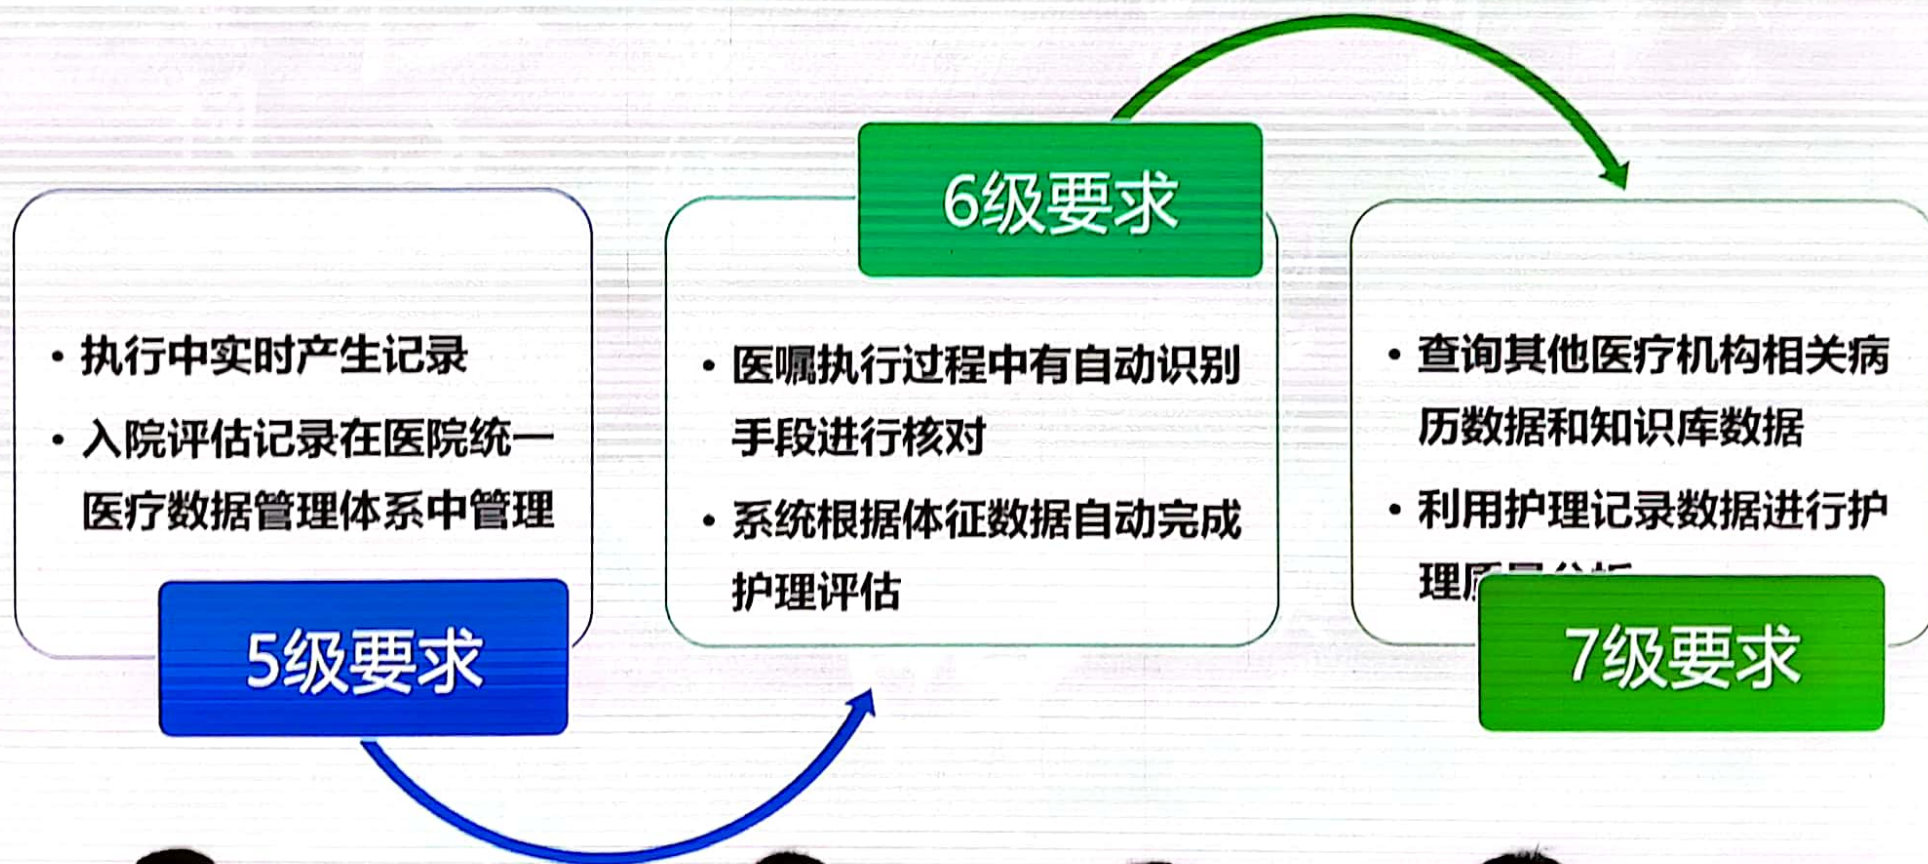 • 执行中实时产生记录
• 入院评估记录在医院统一
医疗数据管理体系中管理
5级要求
6级要求
• 医嘱执行过程中有自动识别
手段进行核对
• 系统根据体征数据自动完成
护理评估
• 查询其他医疗机构相关病
历数据和知识库数据
• 利用护理记录数据进行护
理质量分析
7级要求